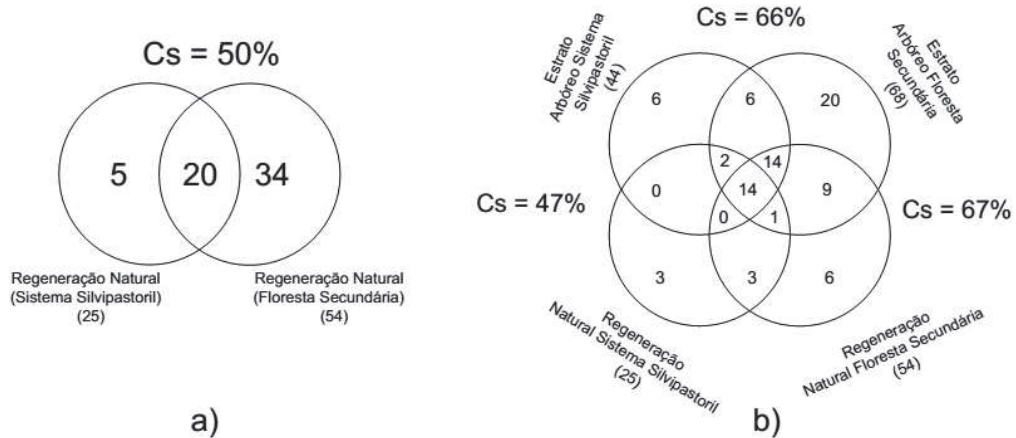 Cs = 50%
5
20
34
Regeneração Natural
(Sistema Silvipastoril)
(25)
Regeneração Natural
(Floresta Secundária)
(54)
a)
Cs = 66%
Estrato
Arbóreo Sistema
Silvipastoril
(44)
Estrato
Arbóreo Floresta
Secundária
(68)
6
6
20
2
14
0
14
9
0
1
3
3
6
Cs = 47%
Cs = 67%
Regeneração
Natural Sistema Silvipastoril
(25)
Regeneração
Natural Floresta Secundária
(54)
b)